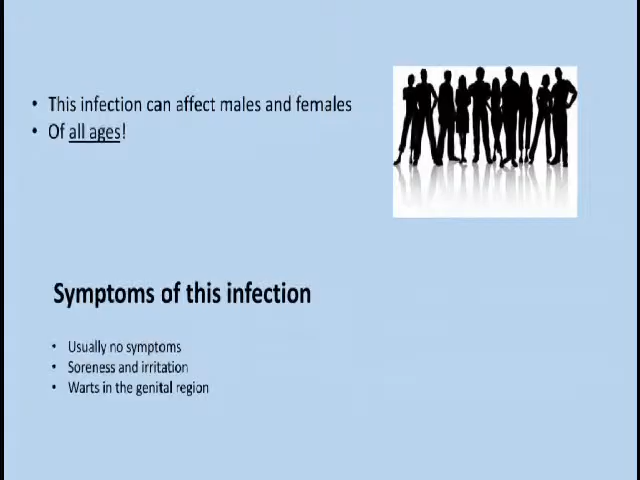 • This infection can affect males and females
• Of all ages!
Symptoms of this infection
• Usually no symptoms
• Soreness and irritation
• Warts in the genital region